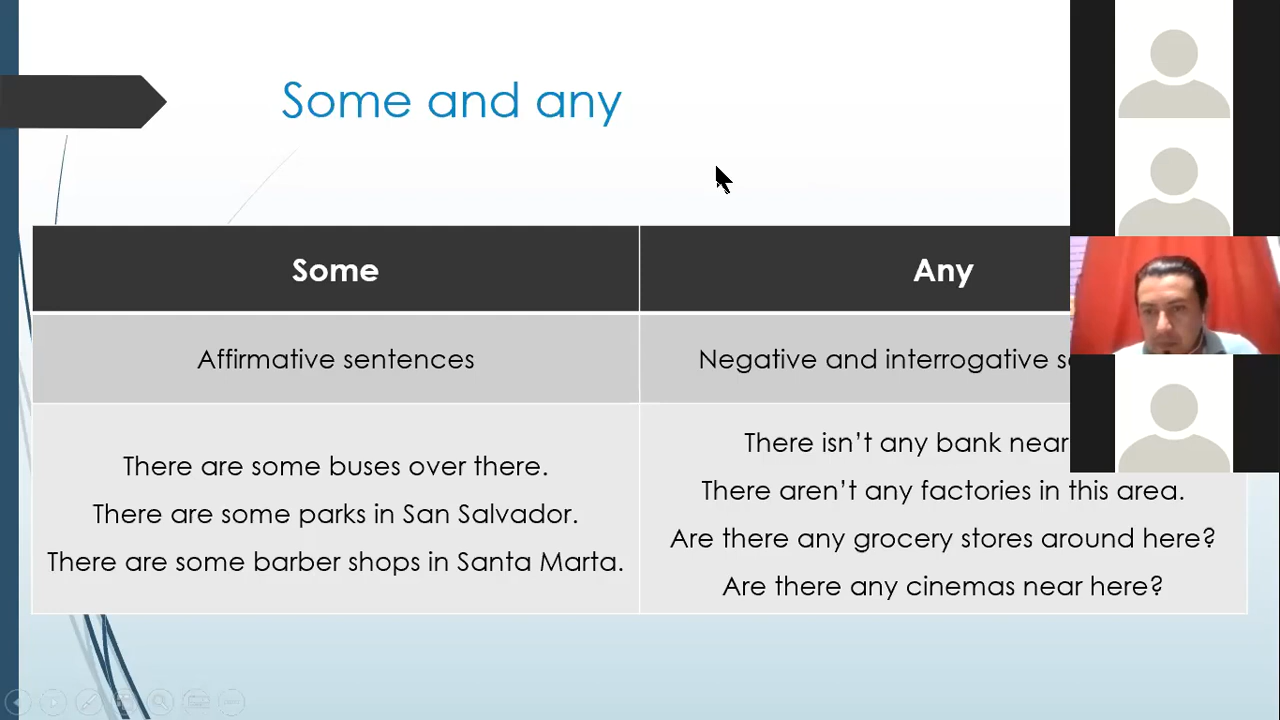 Some and any
Some
Any
Affirmative sentences
Negative and interrogative
There are some buses over there.
There are some parks in San Salvador.
There are some barber shops in Santa Marta.
There isn’t any bank near
There aren’t any factories in this area.
Are there any grocery stores around here?
Are there any cinemas near here?